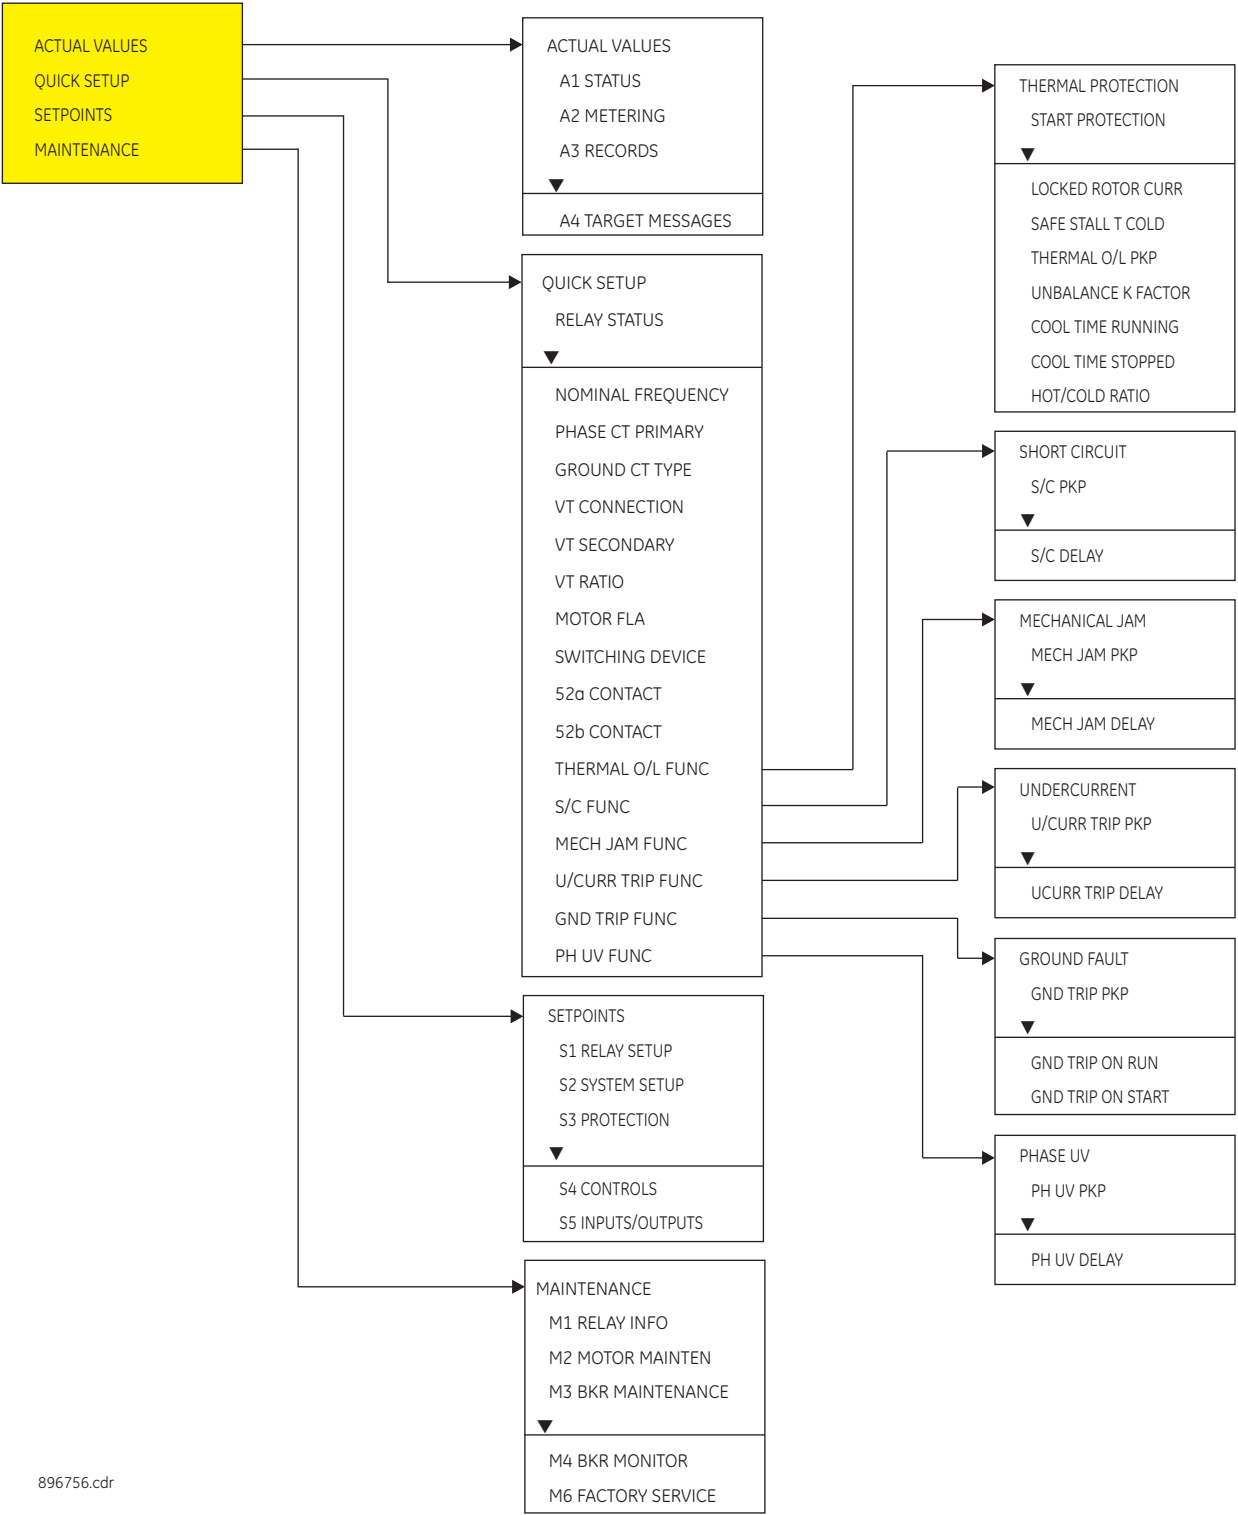 ACTUAL VALUES
QUICK SETUP
SETPOINTS
MAINTENANCE
ACTUAL VALUES
A1 STATUS
A2 METERING
A3 RECORDS
A4 TARGET MESSAGES
QUICK SETUP
RELAY STATUS
NOMINAL FREQUENCY
PHASE CT PRIMARY
GROUND CT TYPE
VT CONNECTION
VT SECONDARY
VT RATIO
MOTOR FLA
SWITCHING DEVICE
52a CONTACT
52b CONTACT
THERMAL O/L FUNC
S/C FUNC
MECH JAM FUNC
U/CURR TRIP FUNC
GND TRIP FUNC
PH UV FUNC
SETPOINTS
S1 RELAY SETUP
S2 SYSTEM SETUP
S3 PROTECTION
S4 CONTROLS
S5 INPUTS/OUTPUTS
MAINTENANCE
M1 RELAY INFO
M2 MOTOR MAINTEN
M3 BKR MAINTENANCE
M4 BKR MONITOR
M6 FACTORY SERVICE
THERMAL PROTECTION
START PROTECTION
LOCKED ROTOR CURR
SAFE STALL T COLD
THERMAL O/L PKP
UNBALANCE K FACTOR
COOL TIME RUNNING
COOL TIME STOPPED
HOT/COLD RATIO
SHORT CIRCUIT
S/C PKP
S/C DELAY
MECHANICAL JAM
MECH JAM PKP
MECH JAM DELAY
UNDERCURRENT
U/CURR TRIP PKP
UCURR TRIP DELAY
GROUND FAULT
GND TRIP PKP
GND TRIP ON RUN
GND TRIP ON START
PHASE UV
PH UV PKP
PH UV DELAY
896756.cdr